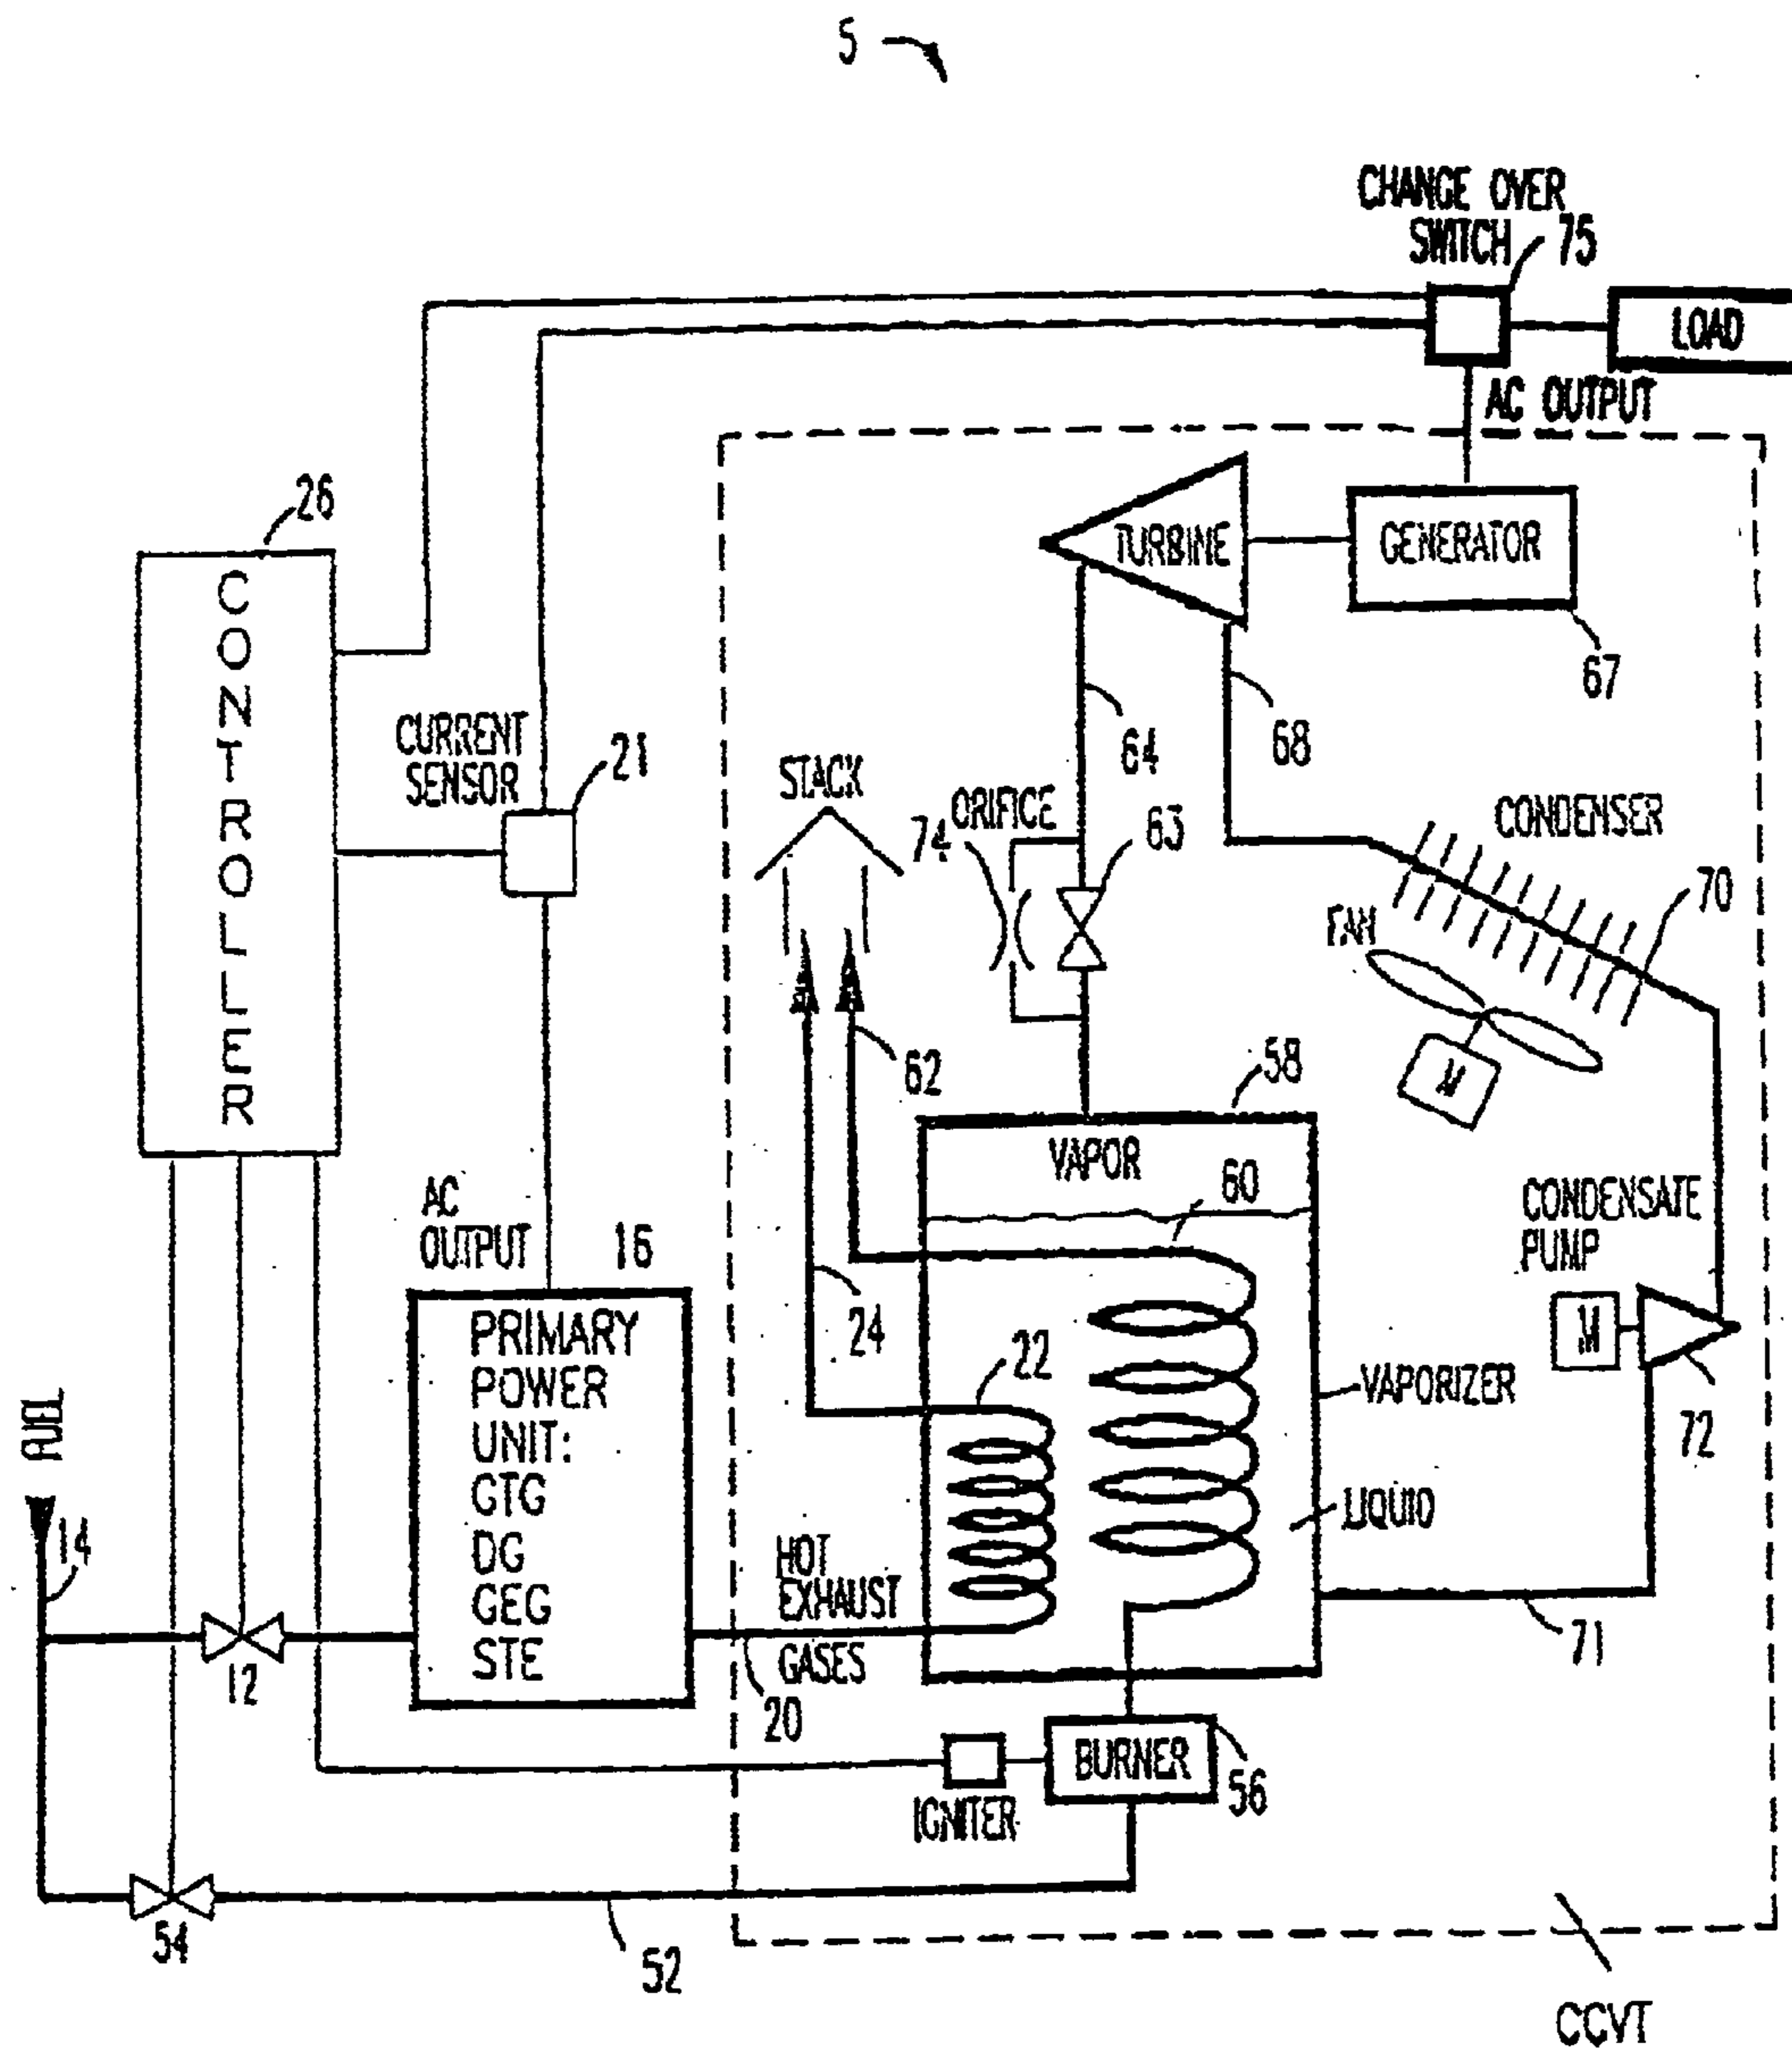 5
CHANGE OVER
SWITCH
75
LOAD
AC OUTPUT
26
CONTROLLER
TURBINE
GENERATOR
67
64
68
CURRENT
SENSOR
21
STACK
ORIFICE
74
63
CONDENSER
70
FAN
M
62
58
VAPOR
60
AC
OUTPUT
16
CONDENSATE
PUMP
M
72
24
22
VAPORIZER
PRIMARY
POWER
UNIT:
GTG
DG
GEG
STE
FUEL
14
LIQUID
HOT
EXHAUST
GASES
20
71
12
BURNER
56
IGNITER
54
52
CCVT